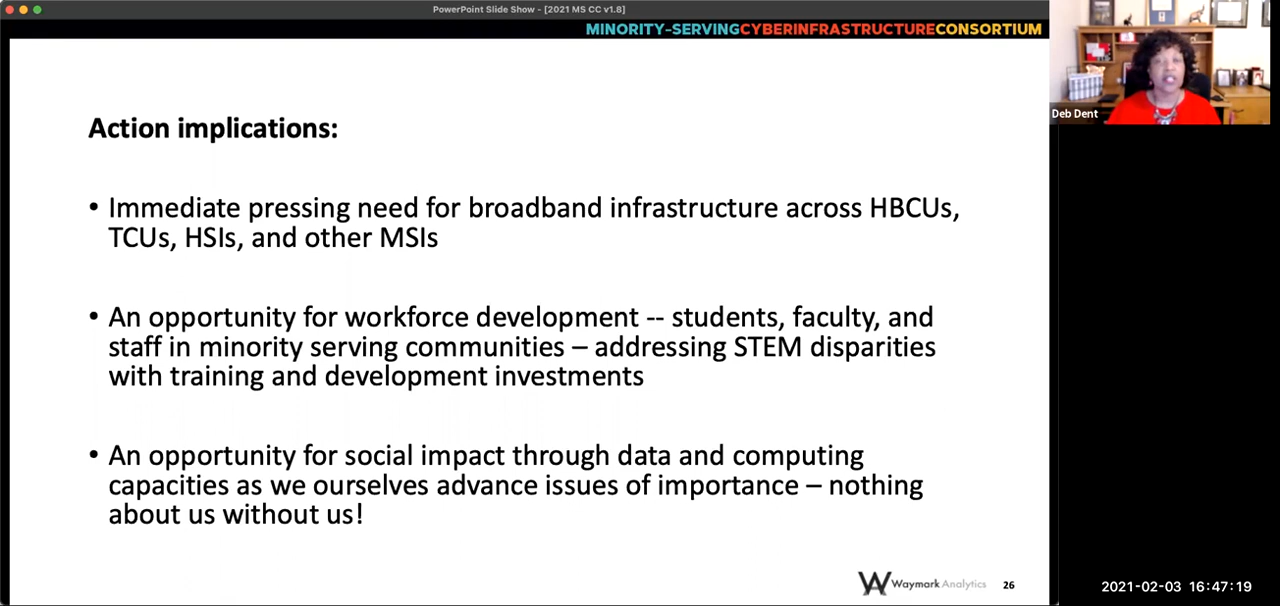 PowerPoint Slide Show - [2021 MS CC v1.8]
MINORITY-SERVINGCYBERINFRASTRUCTURECONSORTIUM
Deb Dent
Action implications:
• Immediate pressing need for broadband infrastructure across HBCUs,
TCUs, HSIs, and other MSIs
• An opportunity for workforce development -- students, faculty, and
staff in minority serving communities – addressing STEM disparities
with training and development investments
• An opportunity for social impact through data and computing
capacities as we ourselves advance issues of importance – nothing
about us without us!
Waymark Analytics
26
2021-02-03 16:47:19